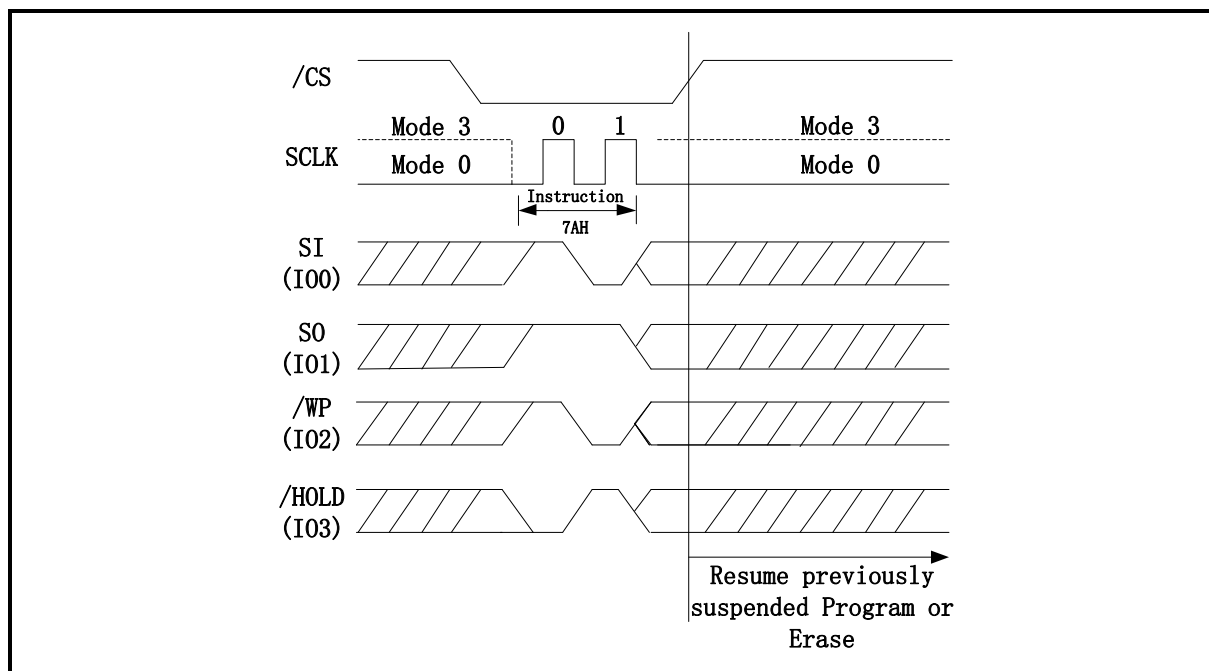 /CS
Mode 3 0 1 Mode 3
SCLK
Mode 0 Mode 0
Instruction
7AH
SI
(IO0)
SO
(IO1)
/WP
(IO2)
/HOLD
(IO3)
Resume previously
suspended Program or
Erase